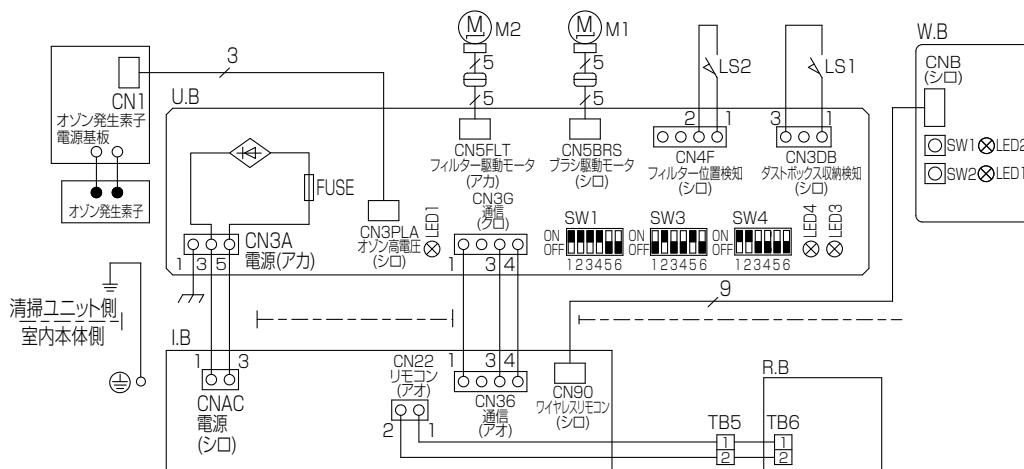 M2
M1
W.B
3
5
5
LS2
LS1
CNB
(シロ)
CN1
U.B
5
5
2
1
3
1
オゾン発生素子
電源基板
CN5FLT
フィルター駆動モータ
(アカ)
CN5BRS
ブラシ駆動モータ
(シロ)
CN4F
フィルター位置検知
(シロ)
CN3DB
ダストボックス収納検知
(シロ)
SW1
LED2
SW2
LED1
FUSE
オゾン発生素子
CN3G
通信
(クロ)
CN3PLA
オゾン高電圧
(シロ)
LED1
SW1
ON
OFF
123456
SW3
ON
OFF
123456
SW4
ON
OFF
123456
LED4
LED3
CN3A
電源(アカ)
1
3
5
1
3
4
9
清掃ユニット側
室内本体側
I.B
1
3
CN22
リモコン
(アオ)
1
3
4
CNAC
電源
(シロ)
CN36
通信
(アオ)
CN90
ワイヤレスリモコン
(シロ)
R.B
2
1
TB5
TB6
1
1
2
2